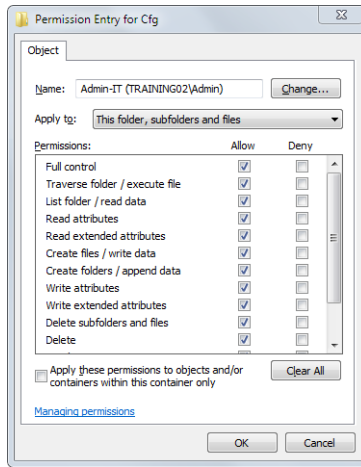 Permission Entry for Cfg
Object
Name: Admin-IT (TRAINING02\Admin) Change...
Apply to: This folder, subfolders and files
Permissions: Allow Deny
Full control
Traverse folder / execute file
List folder / read data
Read attributes
Read extended attributes
Create files / write data
Create folders / append data
Write attributes
Write extended attributes
Delete subfolders and files
Delete
Apply these permissions to objects and/or Clear All
containers within this container only
Managing permissions
OK Cancel